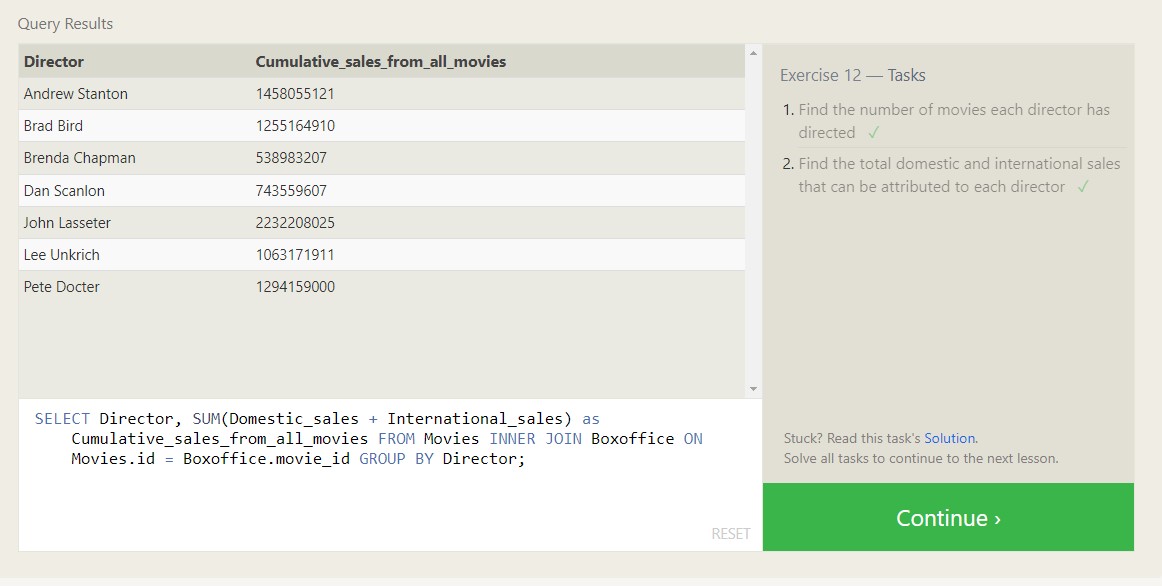 Query Results
Director Cumulative_sales_from_all_movies
Andrew Stanton 1458055121
Brad Bird 1255164910
Brenda Chapman 538983207
Dan Scanlon 743559607
John Lasseter 2232208025
Lee Unkrich 1063171911
Pete Docter 1294159000
SELECT Director, SUM(Domestic_sales + International_sales) as
Cumulative_sales_from_all_movies FROM Movies INNER JOIN Boxoffice ON
Movies.id = Boxoffice.movie_id GROUP BY Director;
RESET
Exercise 12 — Tasks
1. Find the number of movies each director has
directed ✓
2. Find the total domestic and international sales
that can be attributed to each director ✓
Stuck? Read this task's Solution.
Solve all tasks to continue to the next lesson.
Continue ›